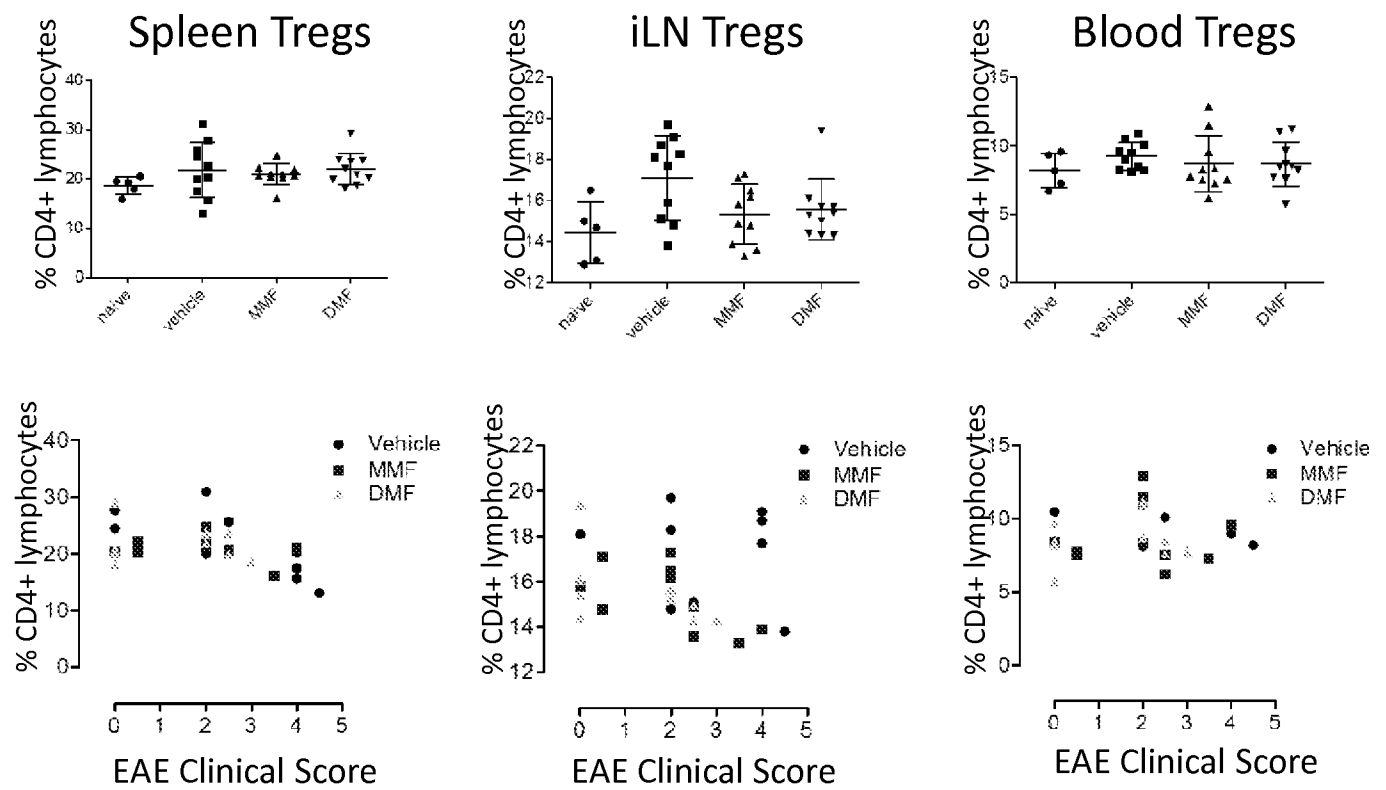 Spleen Tregs
% CD4+ lymphocytes
40
30
20
10
0
naive
vehicle
MMF
DMF
iLN Tregs
% CD4+ lymphocytes
22
20
18
16
14
12
naive
vehicle
MMF
DMF
Blood Tregs
% CD4+ lymphocytes
15
10
5
0
naive
vehicle
MMF
DMF
% CD4+ lymphocytes
40
30
20
10
0
Vehicle
MMF
DMF
0 1 2 3 4 5
EAE Clinical Score
% CD4+ lymphocytes
22
20
18
16
14
12
Vehicle
MMF
DMF
0 1 2 3 4 5
EAE Clinical Score
% CD4+ lymphocytes
15
10
5
0
Vehicle
MMF
DMF
0 1 2 3 4 5
EAE Clinical Score